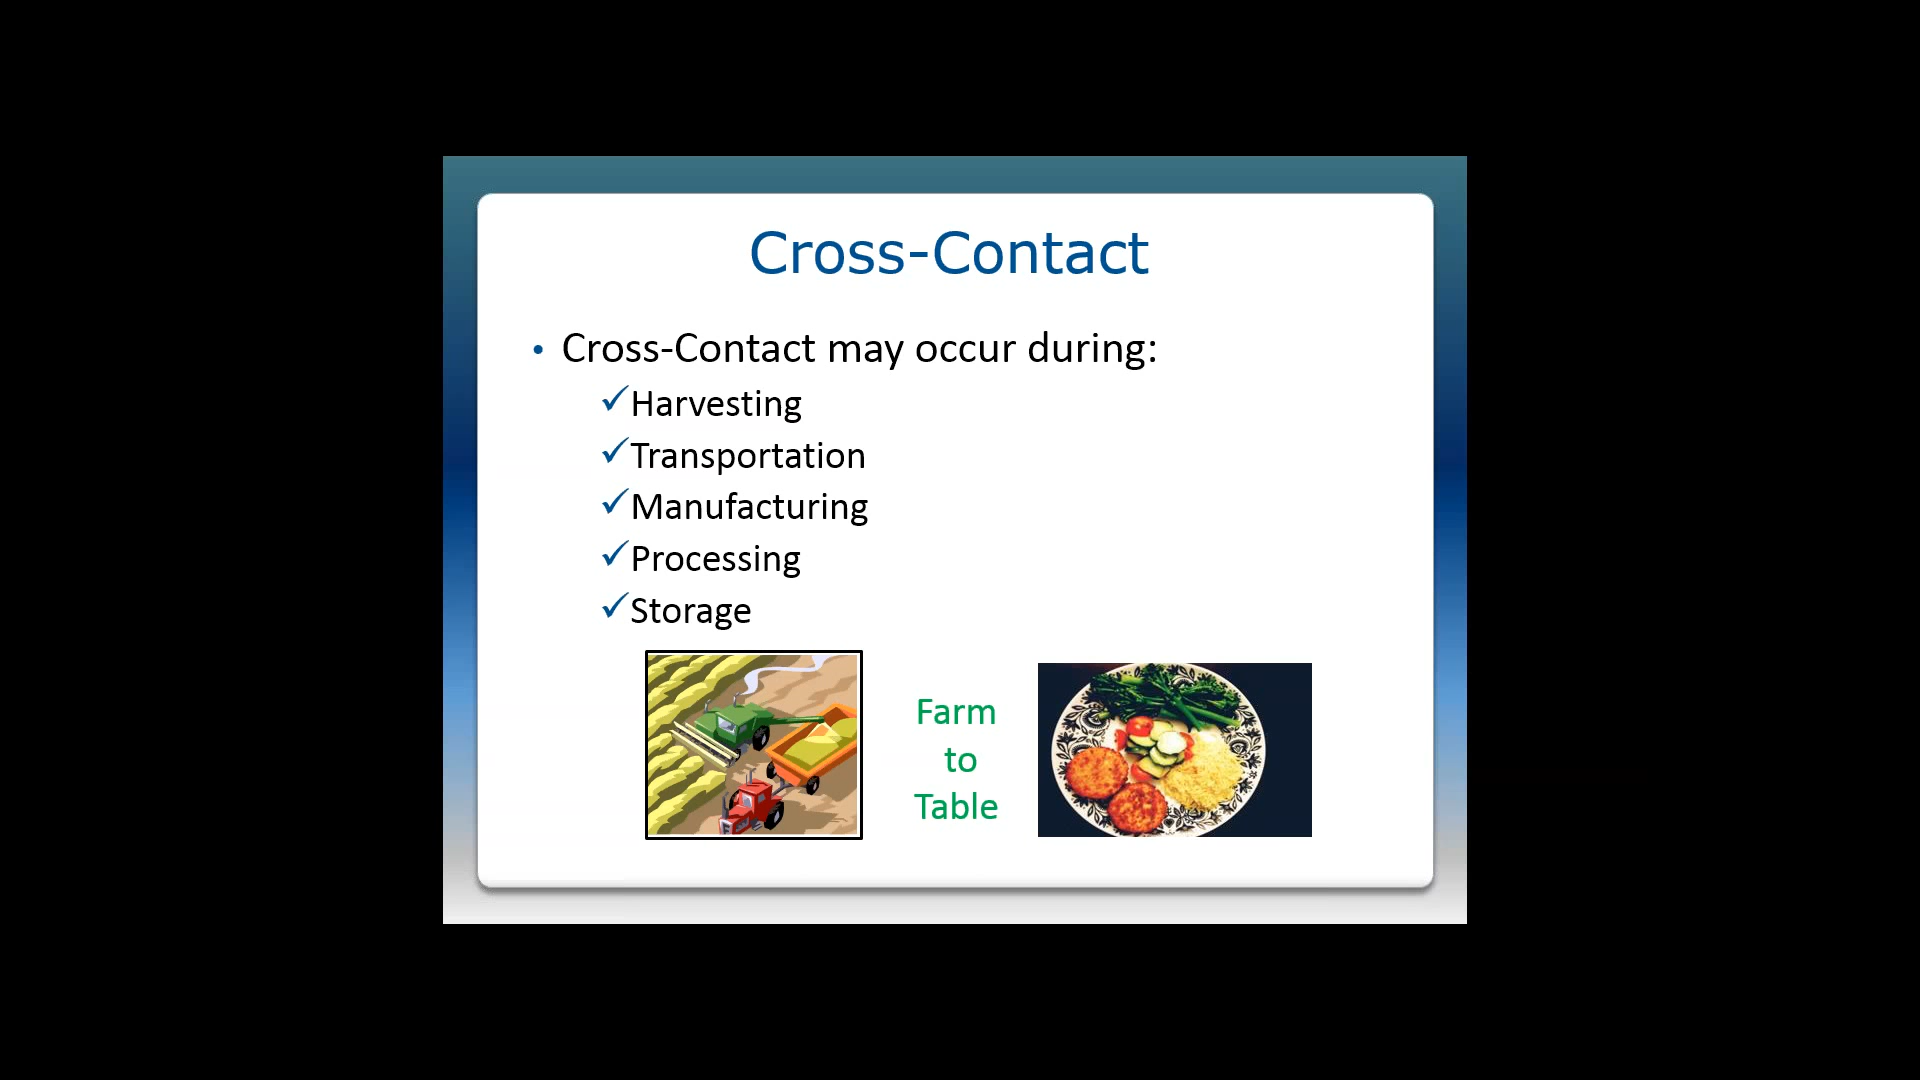 Cross-Contact
• Cross-Contact may occur during:
✓Harvesting
✓Transportation
✓Manufacturing
✓Processing
✓Storage
Farm
to
Table